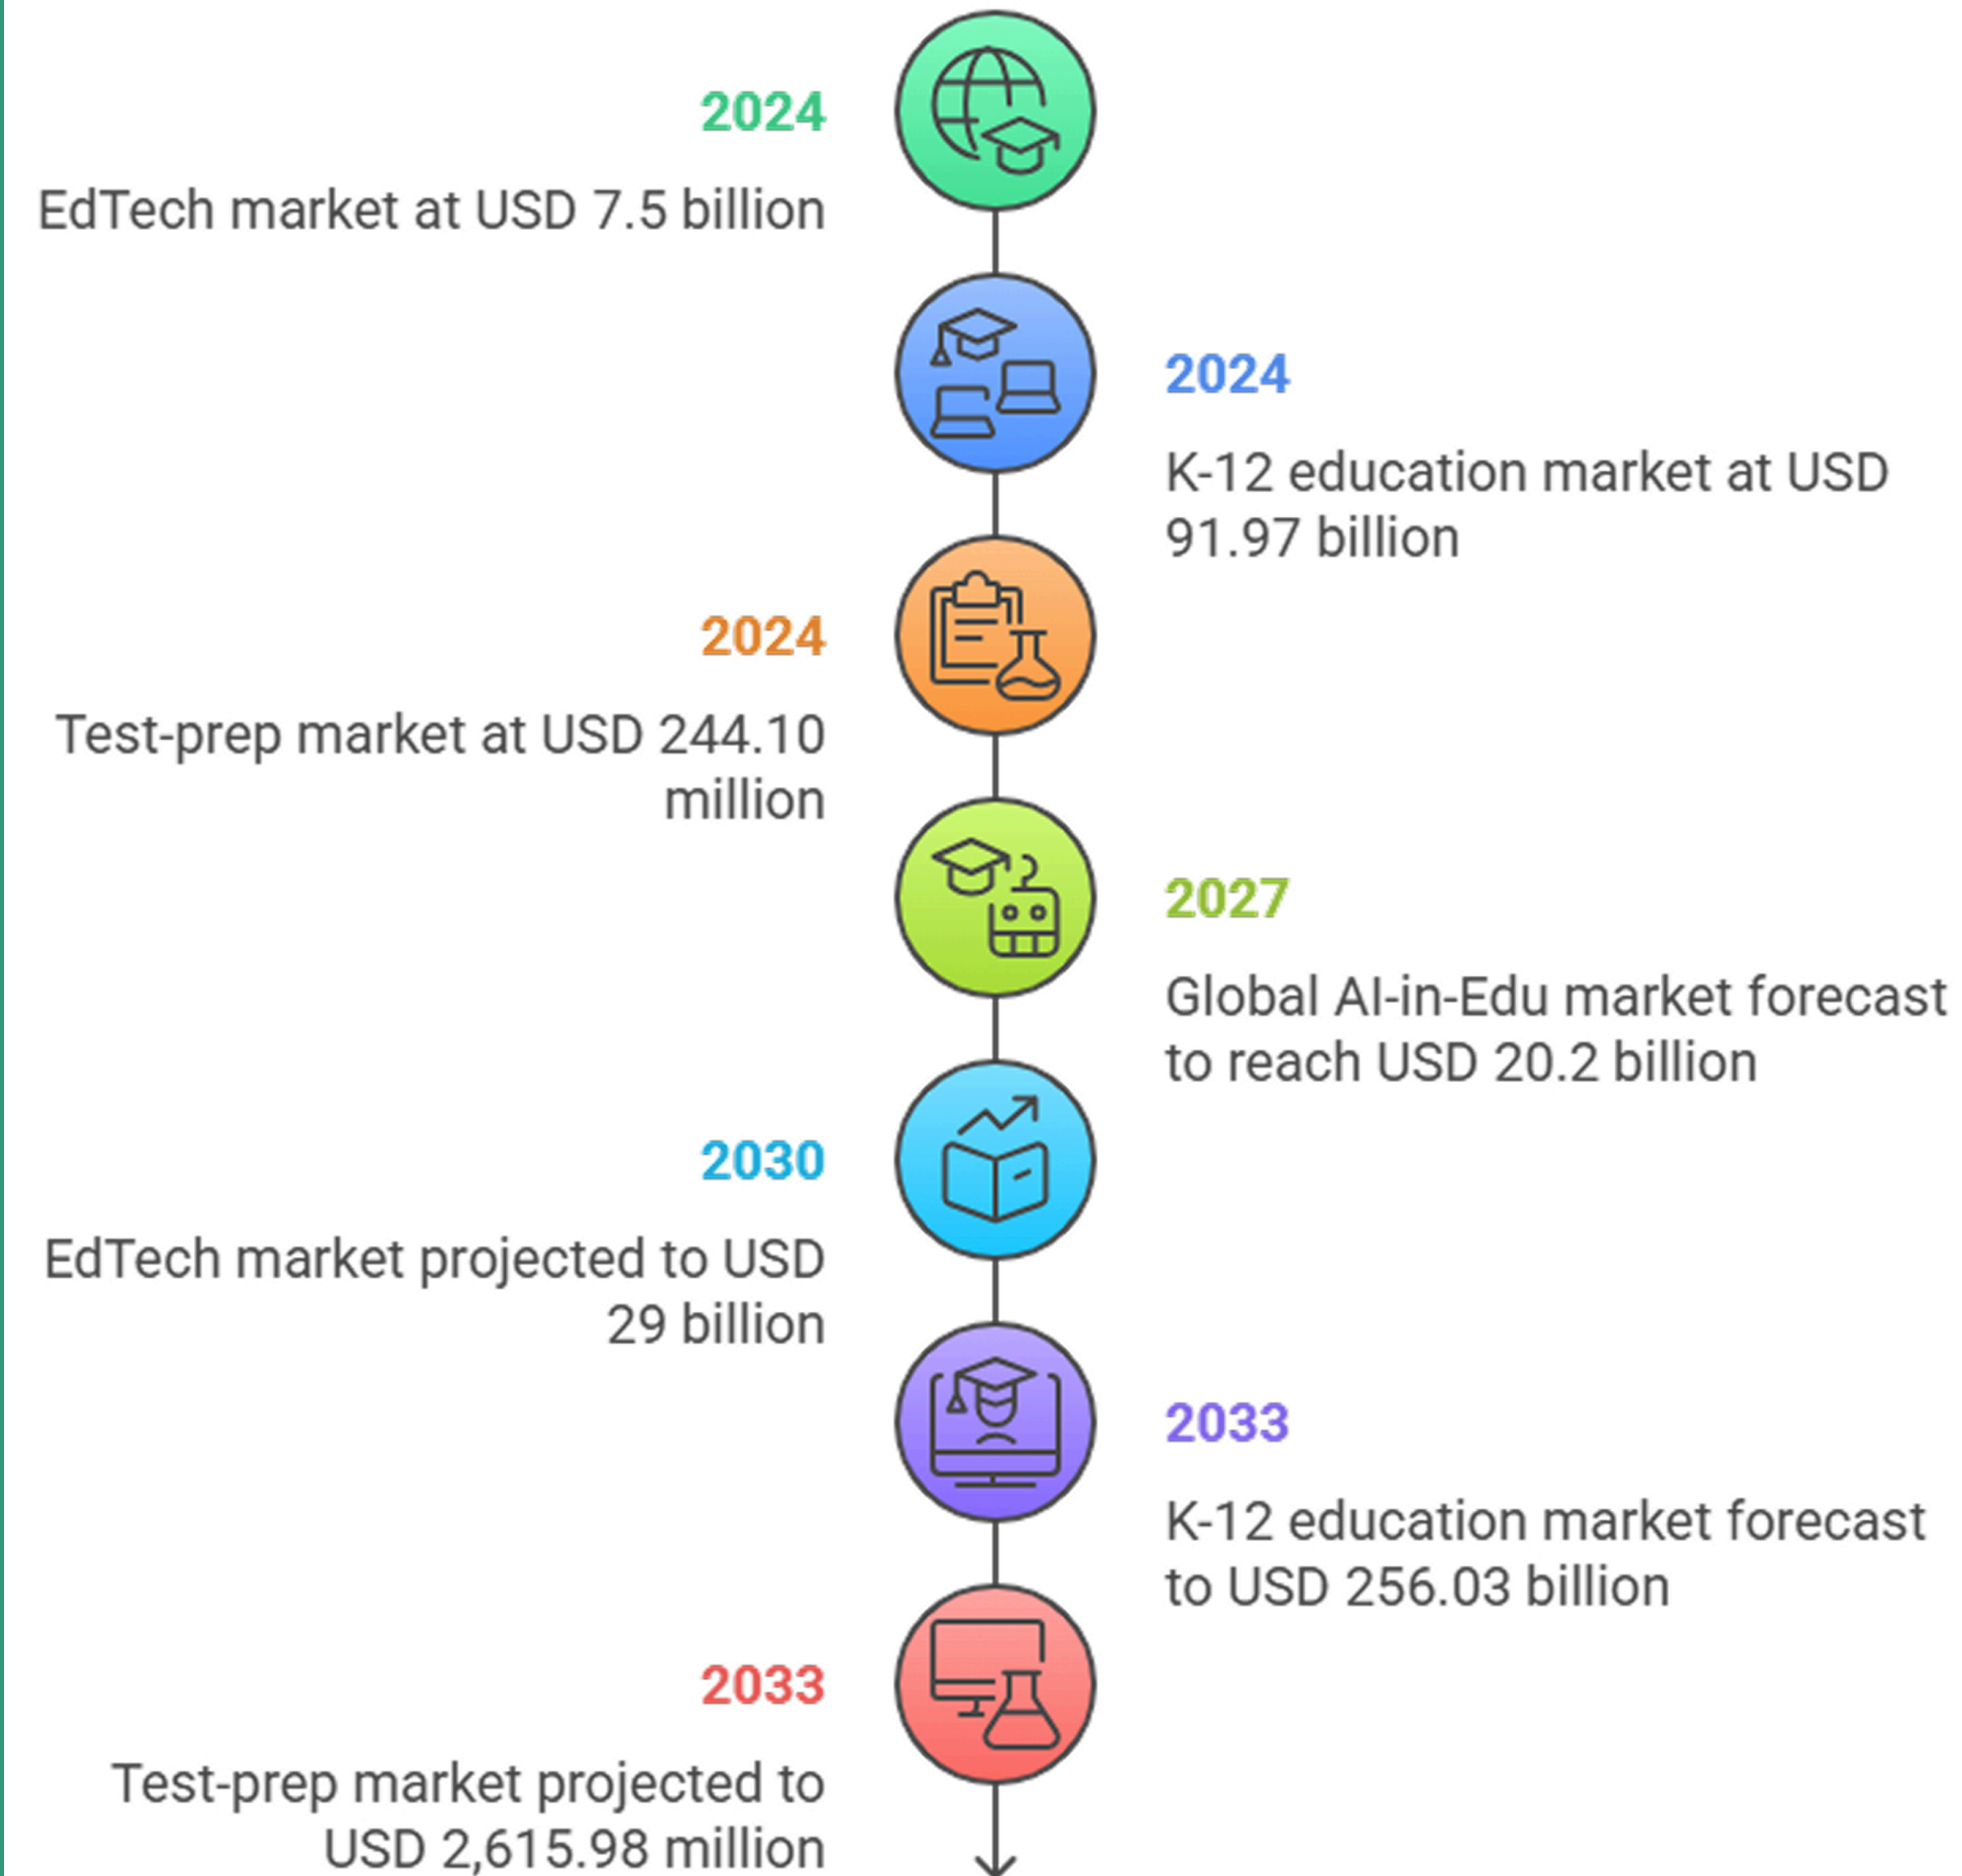 2024
EdTech market at USD 7.5 billion
2024
K-12 education market at USD
91.97 billion
2024
Test-prep market at USD 244.10
million
2027
Global AI-in-Edu market forecast
to reach USD 20.2 billion
2030
EdTech market projected to USD
29 billion
2033
K-12 education market forecast
to USD 256.03 billion
2033
Test-prep market projected to
USD 2,615.98 million